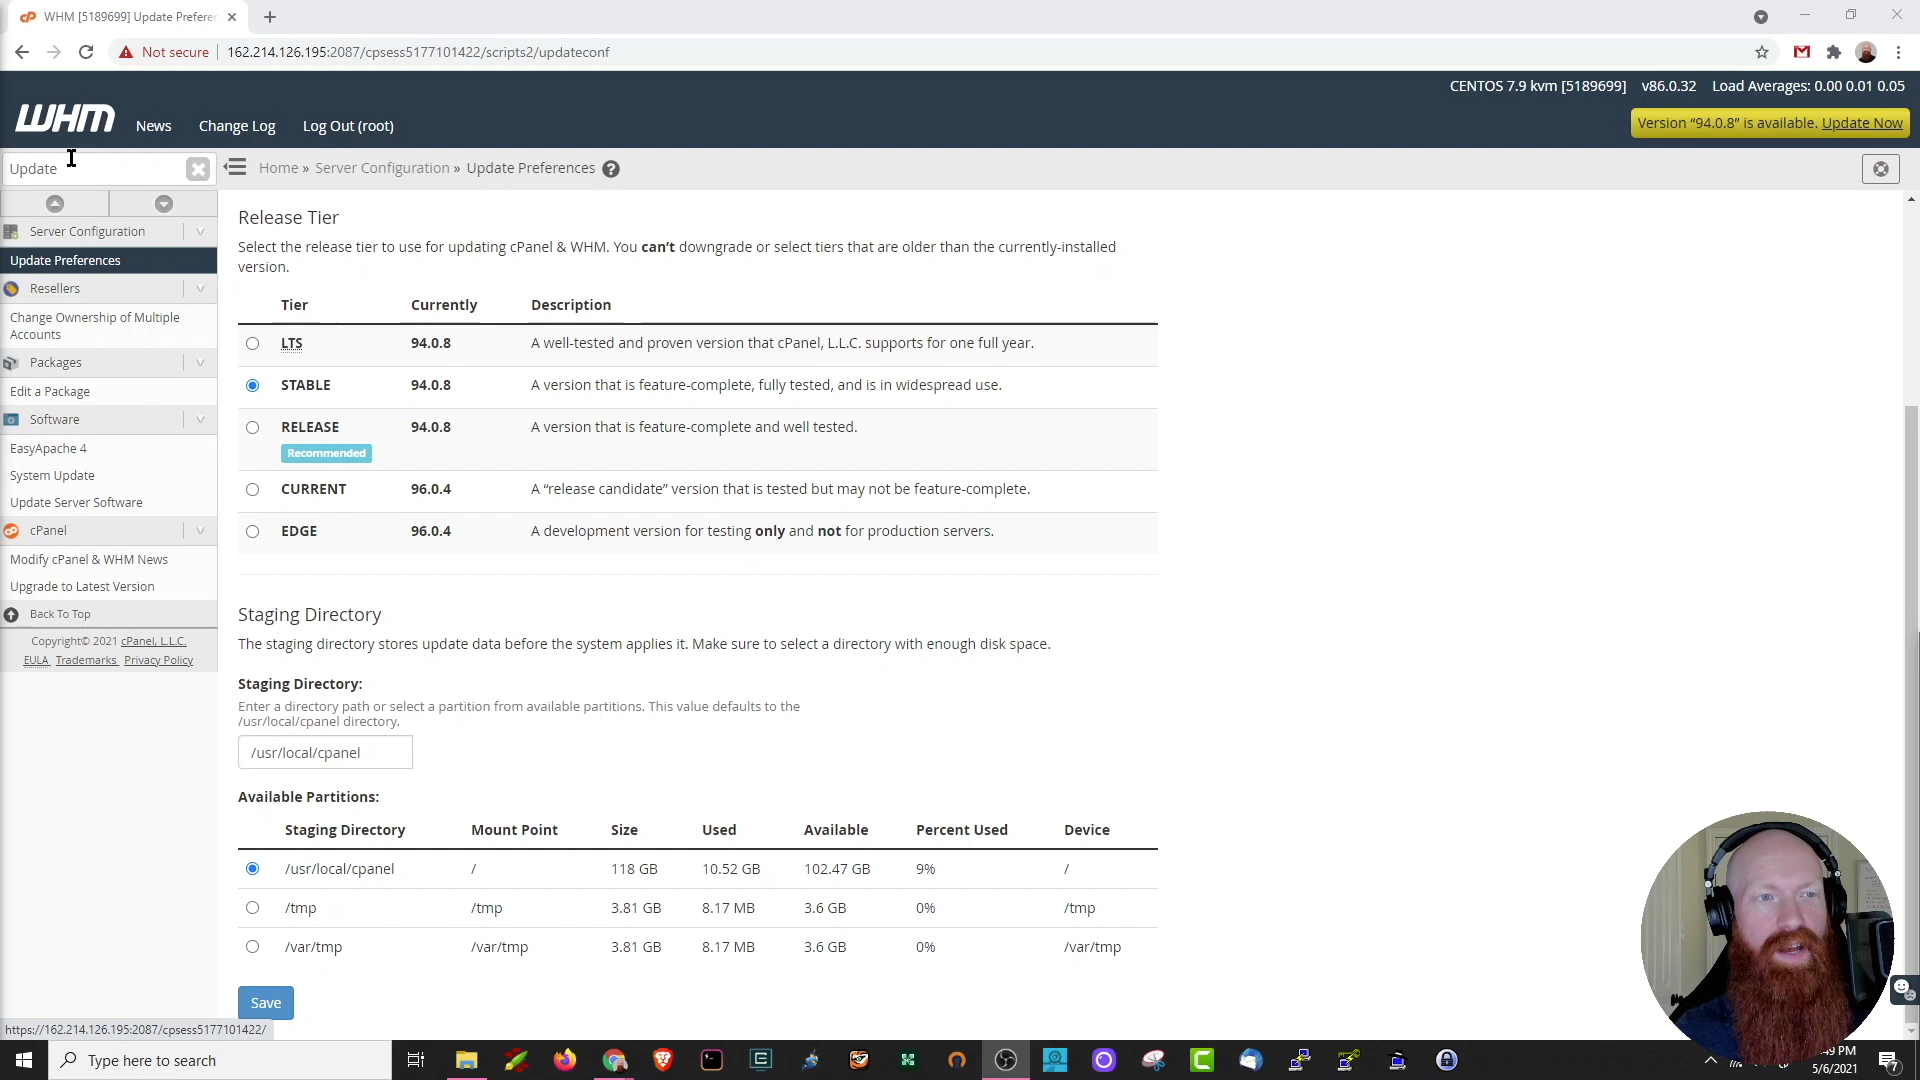 WHM [5189699] Update Preferer
Not secure
162.214.126.195:2087/cpsess5177101422/scripts2/updateconf
CENTOS 7.9 kvm [5189699] v86.0.32 Load Averages: 0.00 0.01 0.05
WHM
News
Change Log
Log Out (root)
Version “94.0.8” is available. Update Now
Update
Home » Server Configuration » Update Preferences
Server Configuration
Update Preferences
Resellers
Change Ownership of Multiple
Accounts
Packages
Edit a Package
Software
EasyApache 4
System Update
Update Server Software
cPanel
Modify cPanel & WHM News
Upgrade to Latest Version
Back To Top
Copyright© 2021 cPanel, L.L.C.
EULA Trademarks Privacy Policy
Release Tier
Select the release tier to use for updating cPanel & WHM. You can’t downgrade or select tiers that are older than the currently-installed
version.
Tier Currently Description
LTS 94.0.8 A well-tested and proven version that cPanel, L.L.C. supports for one full year.
STABLE 94.0.8 A version that is feature-complete, fully tested, and is in widespread use.
RELEASE 94.0.8 A version that is feature-complete and well tested.
Recommended
CURRENT 96.0.4 A “release candidate” version that is tested but may not be feature-complete.
EDGE 96.0.4 A development version for testing only and not for production servers.
Staging Directory
The staging directory stores update data before the system applies it. Make sure to select a directory with enough disk space.
Staging Directory:
Enter a directory path or select a partition from available partitions. This value defaults to the
/usr/local/cpanel directory.
/usr/local/cpanel
Available Partitions:
Staging Directory Mount Point Size Used Available Percent Used Device
/usr/local/cpanel / 118 GB 10.52 GB 102.47 GB 9% /
/tmp /tmp 3.81 GB 8.17 MB 3.6 GB 0% /tmp
/var/tmp /var/tmp 3.81 GB 8.17 MB 3.6 GB 0% /var/tmp
Save
https://162.214.126.195:2087/cpsess5177101422/
Type here to search
:49 PM
5/6/2021
7